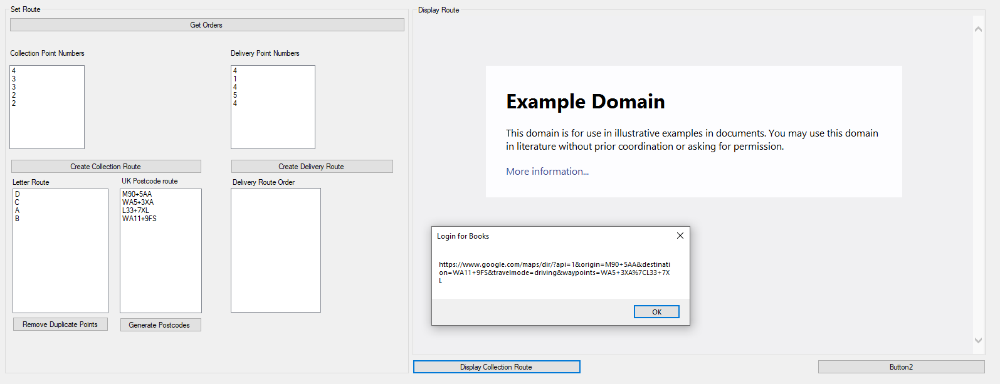 Set Route
Get Orders
Collection Point Numbers
4
3
3
2
2
Delivery Point Numbers
4
1
4
5
4
Create Collection Route
Create Delivery Route
Letter Route
D
C
A
B
UK Postcode route
M90+5AA
WA5+3XA
L33+7XL
WA11+9FS
Delivery Route Order
Remove Duplicate Points
Generate Postcodes
Display Route
Example Domain
This domain is for use in illustrative examples in documents. You may use this domain
in literature without prior coordination or asking for permission.
More information...
Login for Books
https://www.google.com/maps/dir/?api=1&origin=M90+5AA&destinati
on=WA11+9FS&travelmode=driving&waypoints=WA5+3XA%7CL33+7X
L
OK
Display Collection Route
Button2